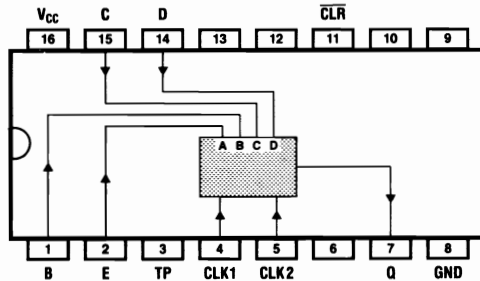 VCC C D CLR
16 15 14 13 12 11 10 9
A B C D
1 2 3 4 5 6 7 8
B E TP CLK1 CLK2 Q GND